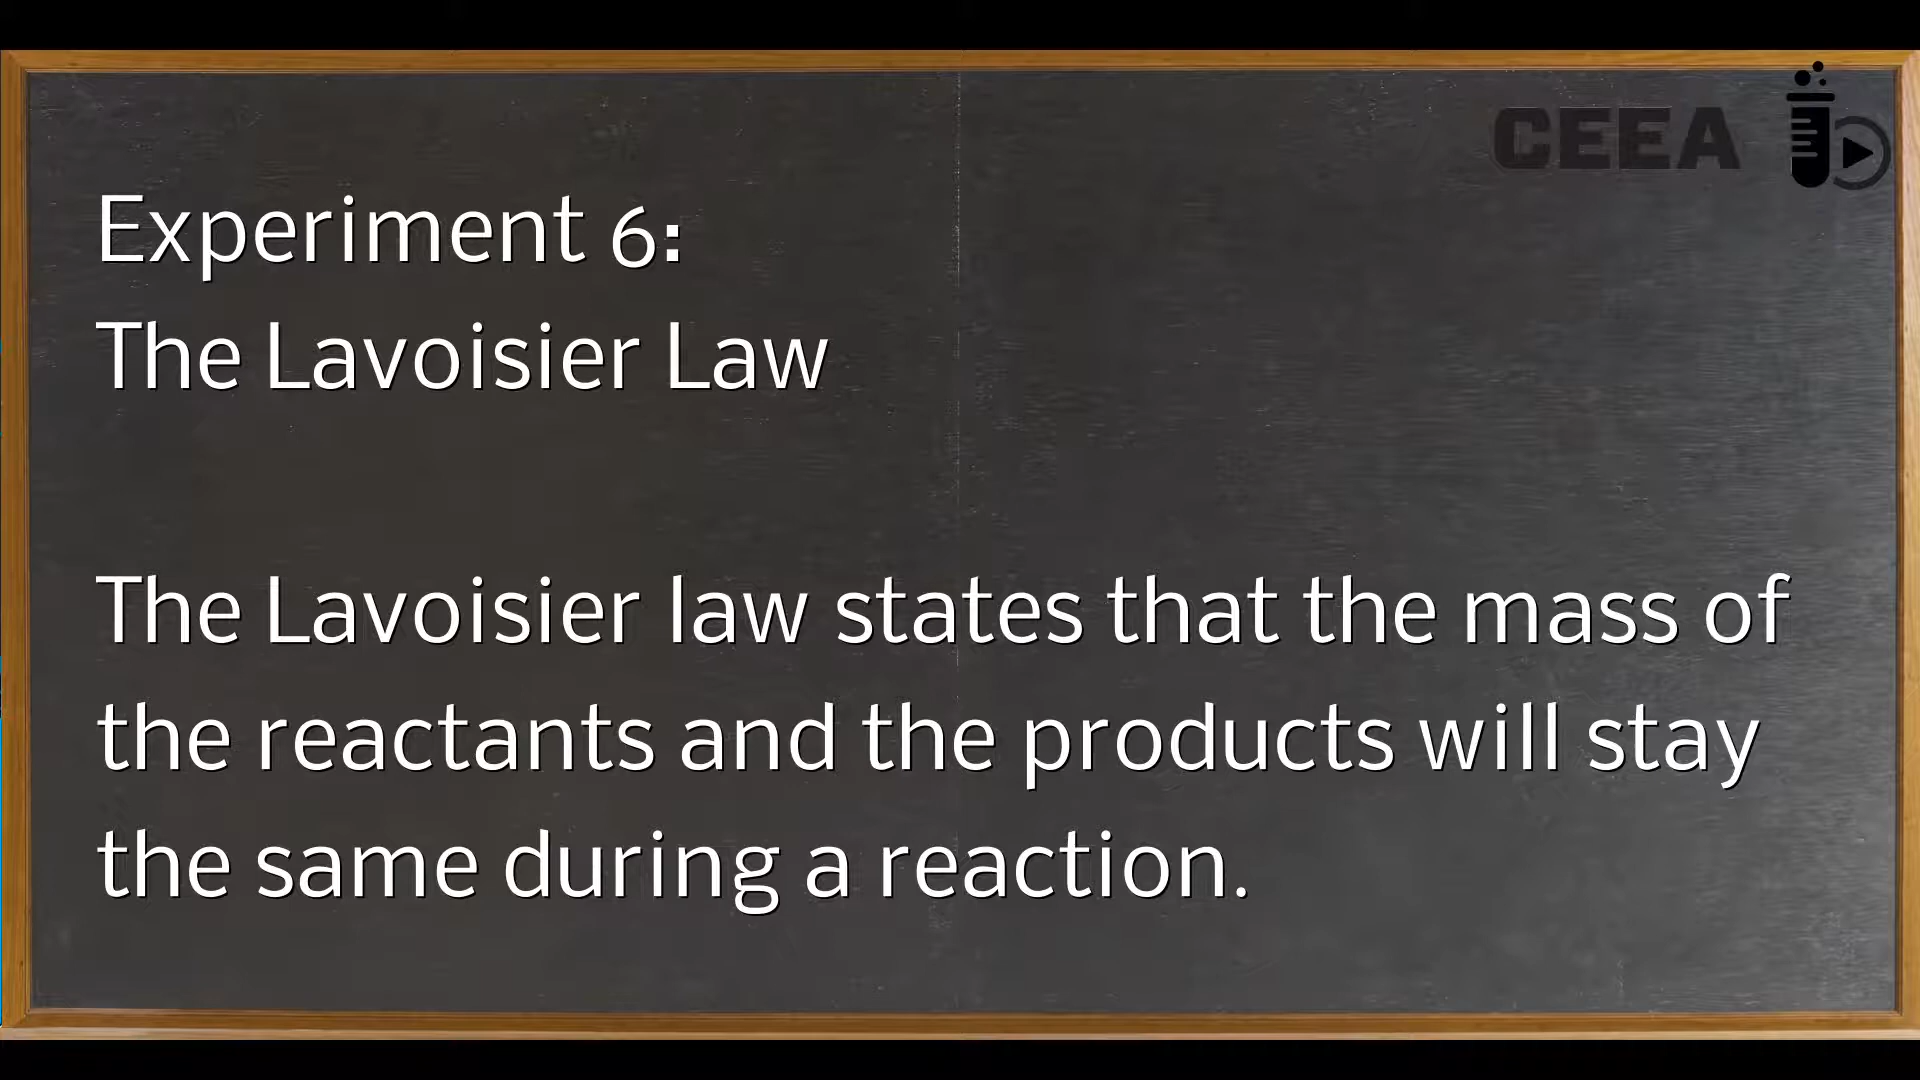 CEEA
Experiment 6:
The Lavoisier Law
The Lavoisier law states that the mass of
the reactants and the products will stay
the same during a reaction.